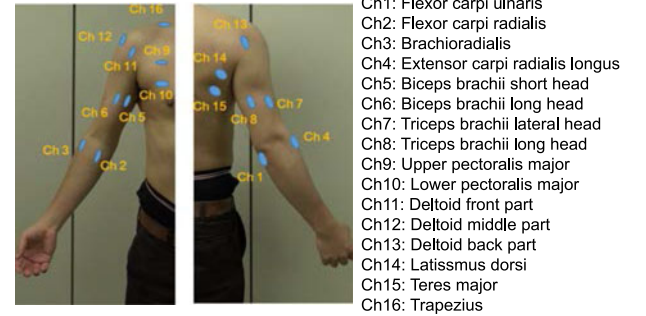 Ch 16
Ch 12
Ch 9
Ch 11
Ch 10
Ch 6
Ch 5
Ch 3
Ch 2
Ch 13
Ch 14
Ch 15
Ch 7
Ch 8
Ch 4
Ch 1
Ch1: Flexor carpi ulnaris
Ch2: Flexor carpi radialis
Ch3: Brachioradialis
Ch4: Extensor carpi radialis longus
Ch5: Biceps brachii short head
Ch6: Biceps brachii long head
Ch7: Triceps brachii lateral head
Ch8: Triceps brachii long head
Ch9: Upper pectoralis major
Ch10: Lower pectoralis major
Ch11: Deltoid front part
Ch12: Deltoid middle part
Ch13: Deltoid back part
Ch14: Latissmus dorsi
Ch15: Teres major
Ch16: Trapezius